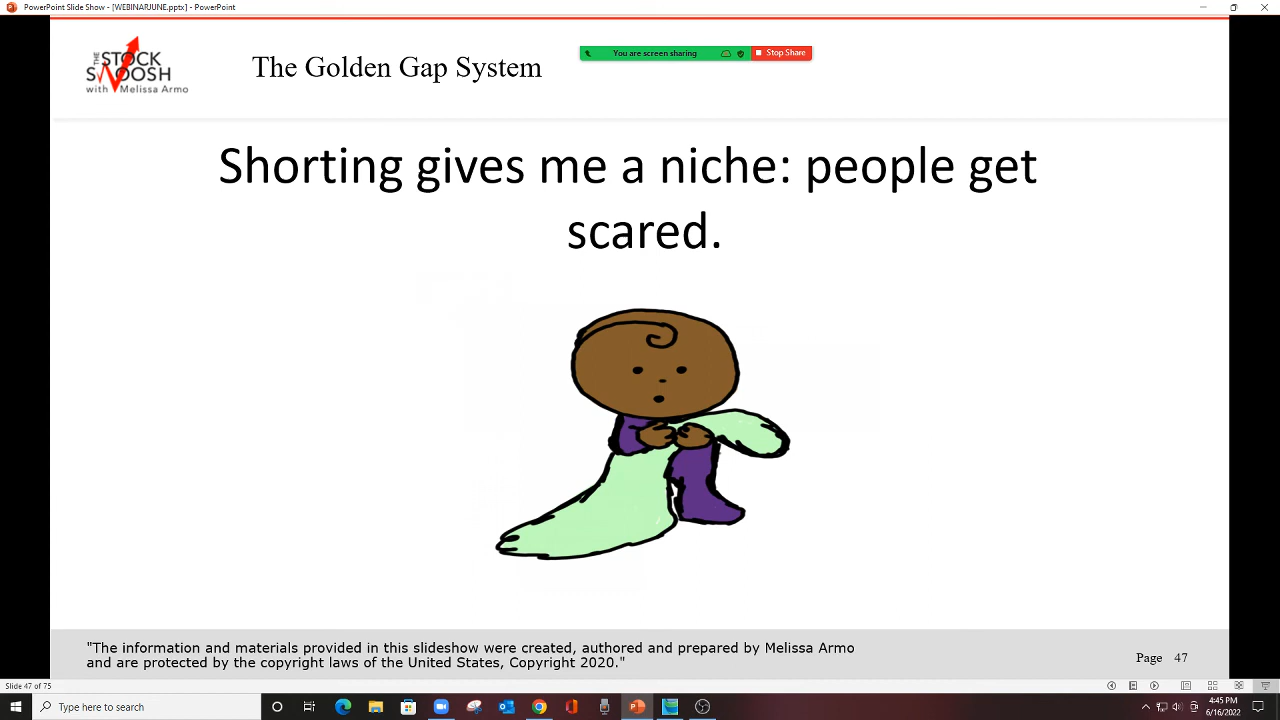 PowerPoint Slide Show - [WEBINARJUNE.pptx] - PowerPoint
You are screen sharing
Stop Share
THE STOCK
SWOOSH
with Melissa Armo
The Golden Gap System
Shorting gives me a niche: people get
scared.
"The information and materials provided in this slideshow were created, authored and prepared by Melissa Armo
and are protected by the copyright laws of the United States, Copyright 2020."
Page 47
Slide 47 of 75
Type here to search
4:45 PM
6/16/2022